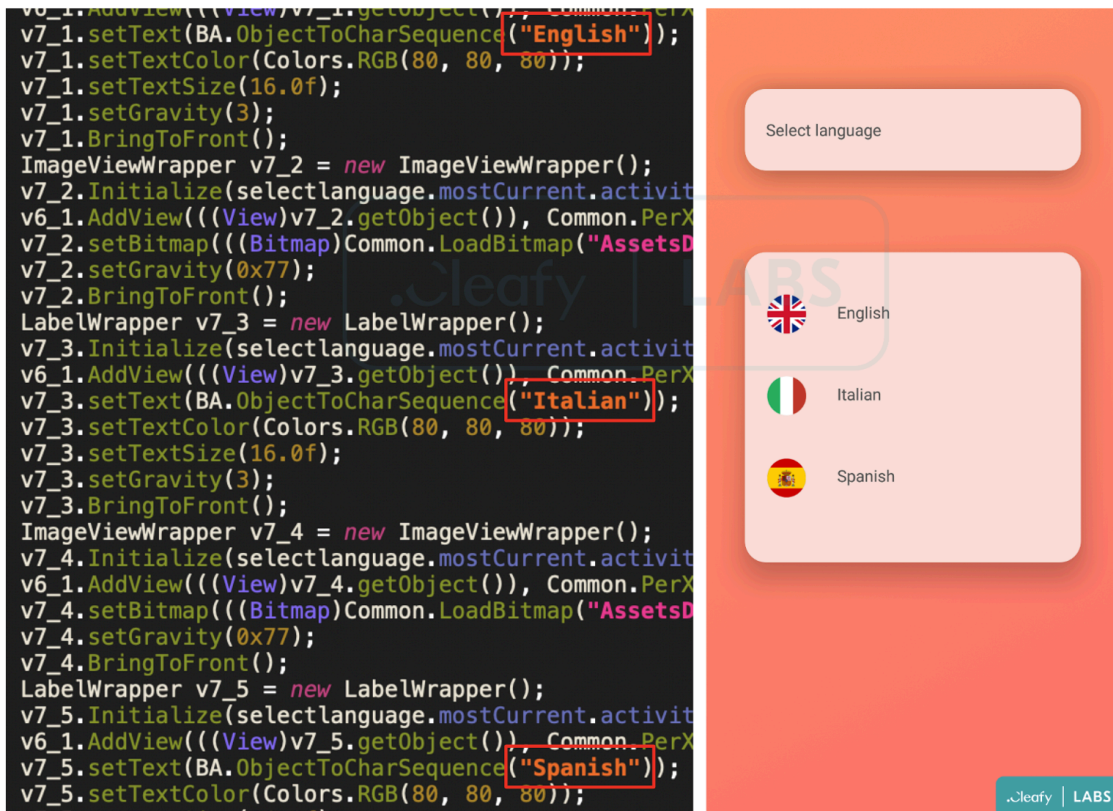 v6_1.AddView(((View)v7_1.getObject()), Common.PerX
v7_1.setText(BA.ObjectToCharSequence("English"));
v7_1.setTextColor(Colors.RGB(80, 80, 80));
v7_1.setTextSize(16.0f);
v7_1.setGravity(3);
v7_1.BringToFront();
ImageViewWrapper v7_2 = new ImageViewWrapper();
v7_2.Initialize(selectlanguage.mostCurrent.activit
v6_1.AddView(((View)v7_2.getObject()), Common.PerX
v7_2.setBitmap(((Bitmap)Common.LoadBitmap("AssetsD
v7_2.setGravity(0x77);
v7_2.BringToFront();
LabelWrapper v7_3 = new LabelWrapper();
v7_3.Initialize(selectlanguage.mostCurrent.activit
v6_1.AddView(((View)v7_3.getObject()), Common.PerX
v7_3.setText(BA.ObjectToCharSequence("Italian"));
v7_3.setTextColor(Colors.RGB(80, 80, 80));
v7_3.setTextSize(16.0f);
v7_3.setGravity(3);
v7_3.BringToFront();
ImageViewWrapper v7_4 = new ImageViewWrapper();
v7_4.Initialize(selectlanguage.mostCurrent.activit
v6_1.AddView(((View)v7_4.getObject()), Common.PerX
v7_4.setBitmap(((Bitmap)Common.LoadBitmap("AssetsD
v7_4.setGravity(0x77);
v7_4.BringToFront();
LabelWrapper v7_5 = new LabelWrapper();
v7_5.Initialize(selectlanguage.mostCurrent.activit
v6_1.AddView(((View)v7_5.getObject()), Common.PerX
v7_5.setText(BA.ObjectToCharSequence("Spanish"));
v7_5.setTextColor(Colors.RGB(80, 80, 80));
Select language
English
Italian
Spanish
.Cleafy | LABS
.Cleafy | LABS